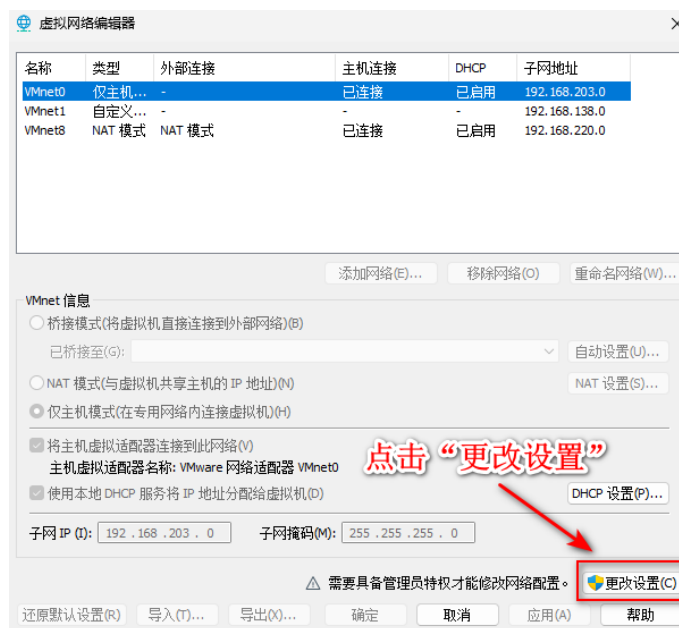 虚拟网络编辑器
名称 类型 外部连接 主机连接 DHCP 子网地址
VMnet0 仅主机... - 已连接 已启用 192.168.203.0
VMnet1 自定义... - - - 192.168.138.0
VMnet8 NAT 模式 NAT 模式 已连接 已启用 192.168.220.0
添加网络(E)... 移除网络(O) 重命名网络(W)...
VMnet 信息
桥接模式(将虚拟机直接连接到外部网络)(B)
已桥接至(G): 自动设置(U)...
NAT 模式(与虚拟机共享主机的 IP 地址)(N) NAT 设置(S)...
仅主机模式(在专用网络内连接虚拟机)(H)
将主机虚拟适配器连接到此网络(V)
点击“更改设置”
主机虚拟适配器名称: VMware 网络适配器 VMnet0
使用本地 DHCP 服务将 IP 地址分配给虚拟机(D) DHCP 设置(P)...
子网 IP (I): 192 . 168 . 203 . 0 子网掩码(M): 255 . 255 . 255 . 0
需要具备管理员特权才能修改网络配置。 更改设置(C)
还原默认设置(R) 导入(T)... 导出(X)... 确定 取消 应用(A) 帮助